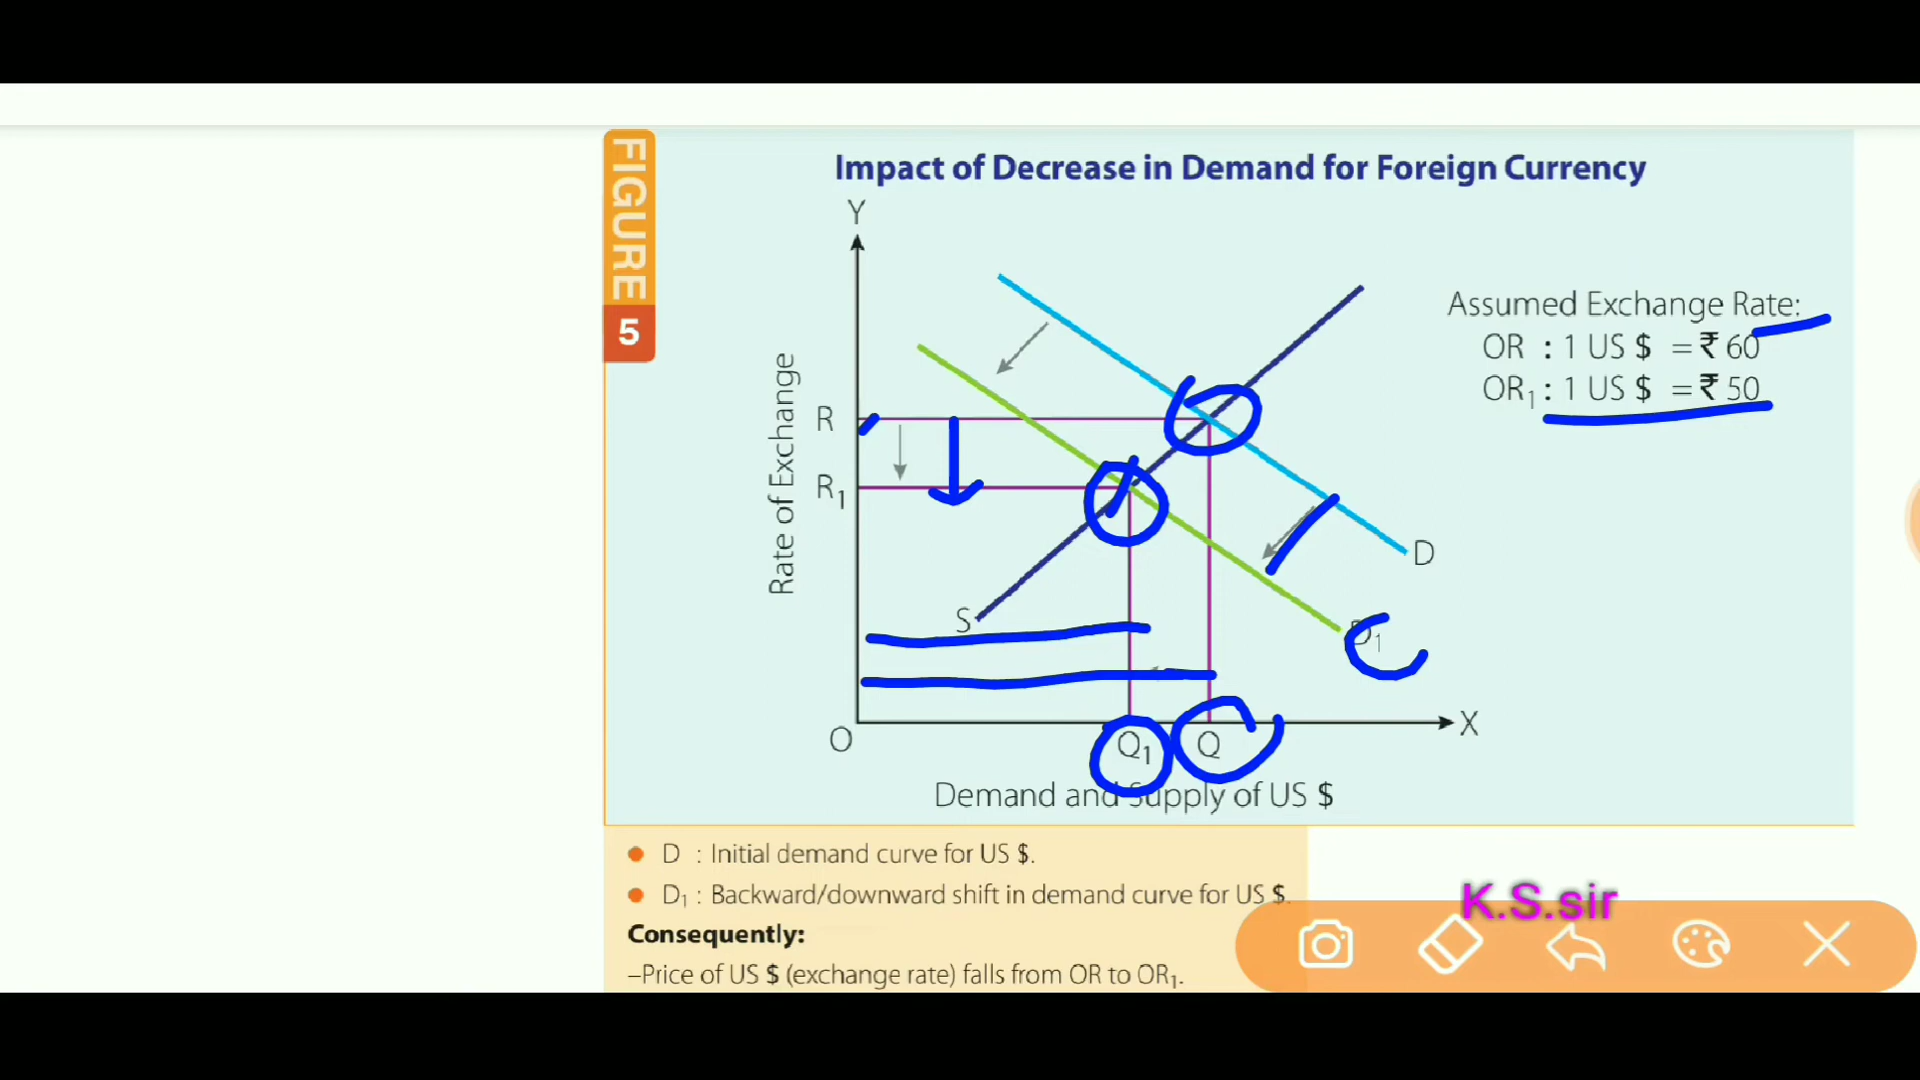 FIGURE
5
Impact of Decrease in Demand for Foreign Currency
Y
Assumed Exchange Rate:
OR : 1 US $ = ₹ 60
OR₁ : 1 US $ = ₹ 50
Rate of Exchange
R
R₁
D
S
D₁
O
Q₁
Q
X
Demand and Supply of US $
D : Initial demand curve for US $.
D₁ : Backward/downward shift in demand curve for US $.
Consequently:
–Price of US $ (exchange rate) falls from OR to OR₁.
K.S.sir